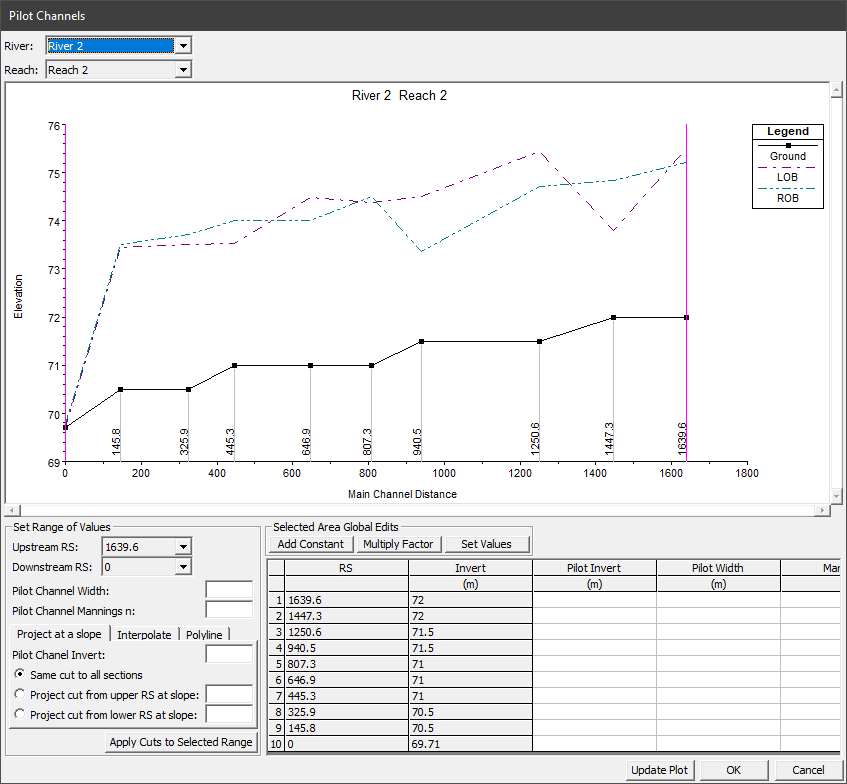 Pilot Channels
River: River 2
Reach: Reach 2
River 2 Reach 2
Legend
Ground
LOB
ROB
76
75
74
73
72
71
70
69
Elevation
145.8
325.9
445.3
646.9
807.3
940.5
1250.6
1447.3
1639.6
0 200 400 600 800 1000 1200 1400 1600 1800
Main Channel Distance
Set Range of Values
Upstream RS: 1639.6
Downstream RS: 0
Pilot Channel Width:
Pilot Channel Mannings n:
Project at a slope Interpolate Polyline
Pilot Chanel Invert:
Same cut to all sections
Project cut from upper RS at slope:
Project cut from lower RS at slope:
Apply Cuts to Selected Range
Selected Area Global Edits
Add Constant Multiply Factor Set Values
RS Invert Pilot Invert Pilot Width Mar
(m) (m) (m)
1 1639.6 72
2 1447.3 72
3 1250.6 71.5
4 940.5 71.5
5 807.3 71
6 646.9 71
7 445.3 71
8 325.9 70.5
9 145.8 70.5
10 0 69.71
Update Plot OK Cancel